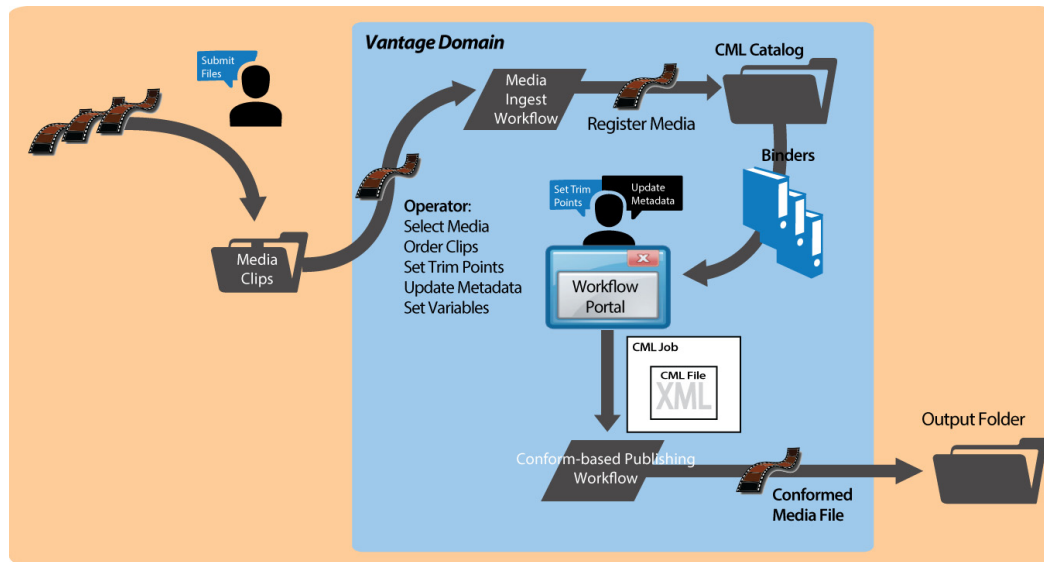 Vantage Domain
CML Catalog
Submit
Files
Media
Ingest
Workflow
Register Media
Binders
Set Trim
Points
Update
Metadata
Operator:
Select Media
Order Clips
Set Trim Points
Update Metadata
Set Variables
Media
Clips
Workflow
Portal
CML Job
CML File
XML
Output Folder
Conform-based Publishing
Workflow
Conformed
Media File